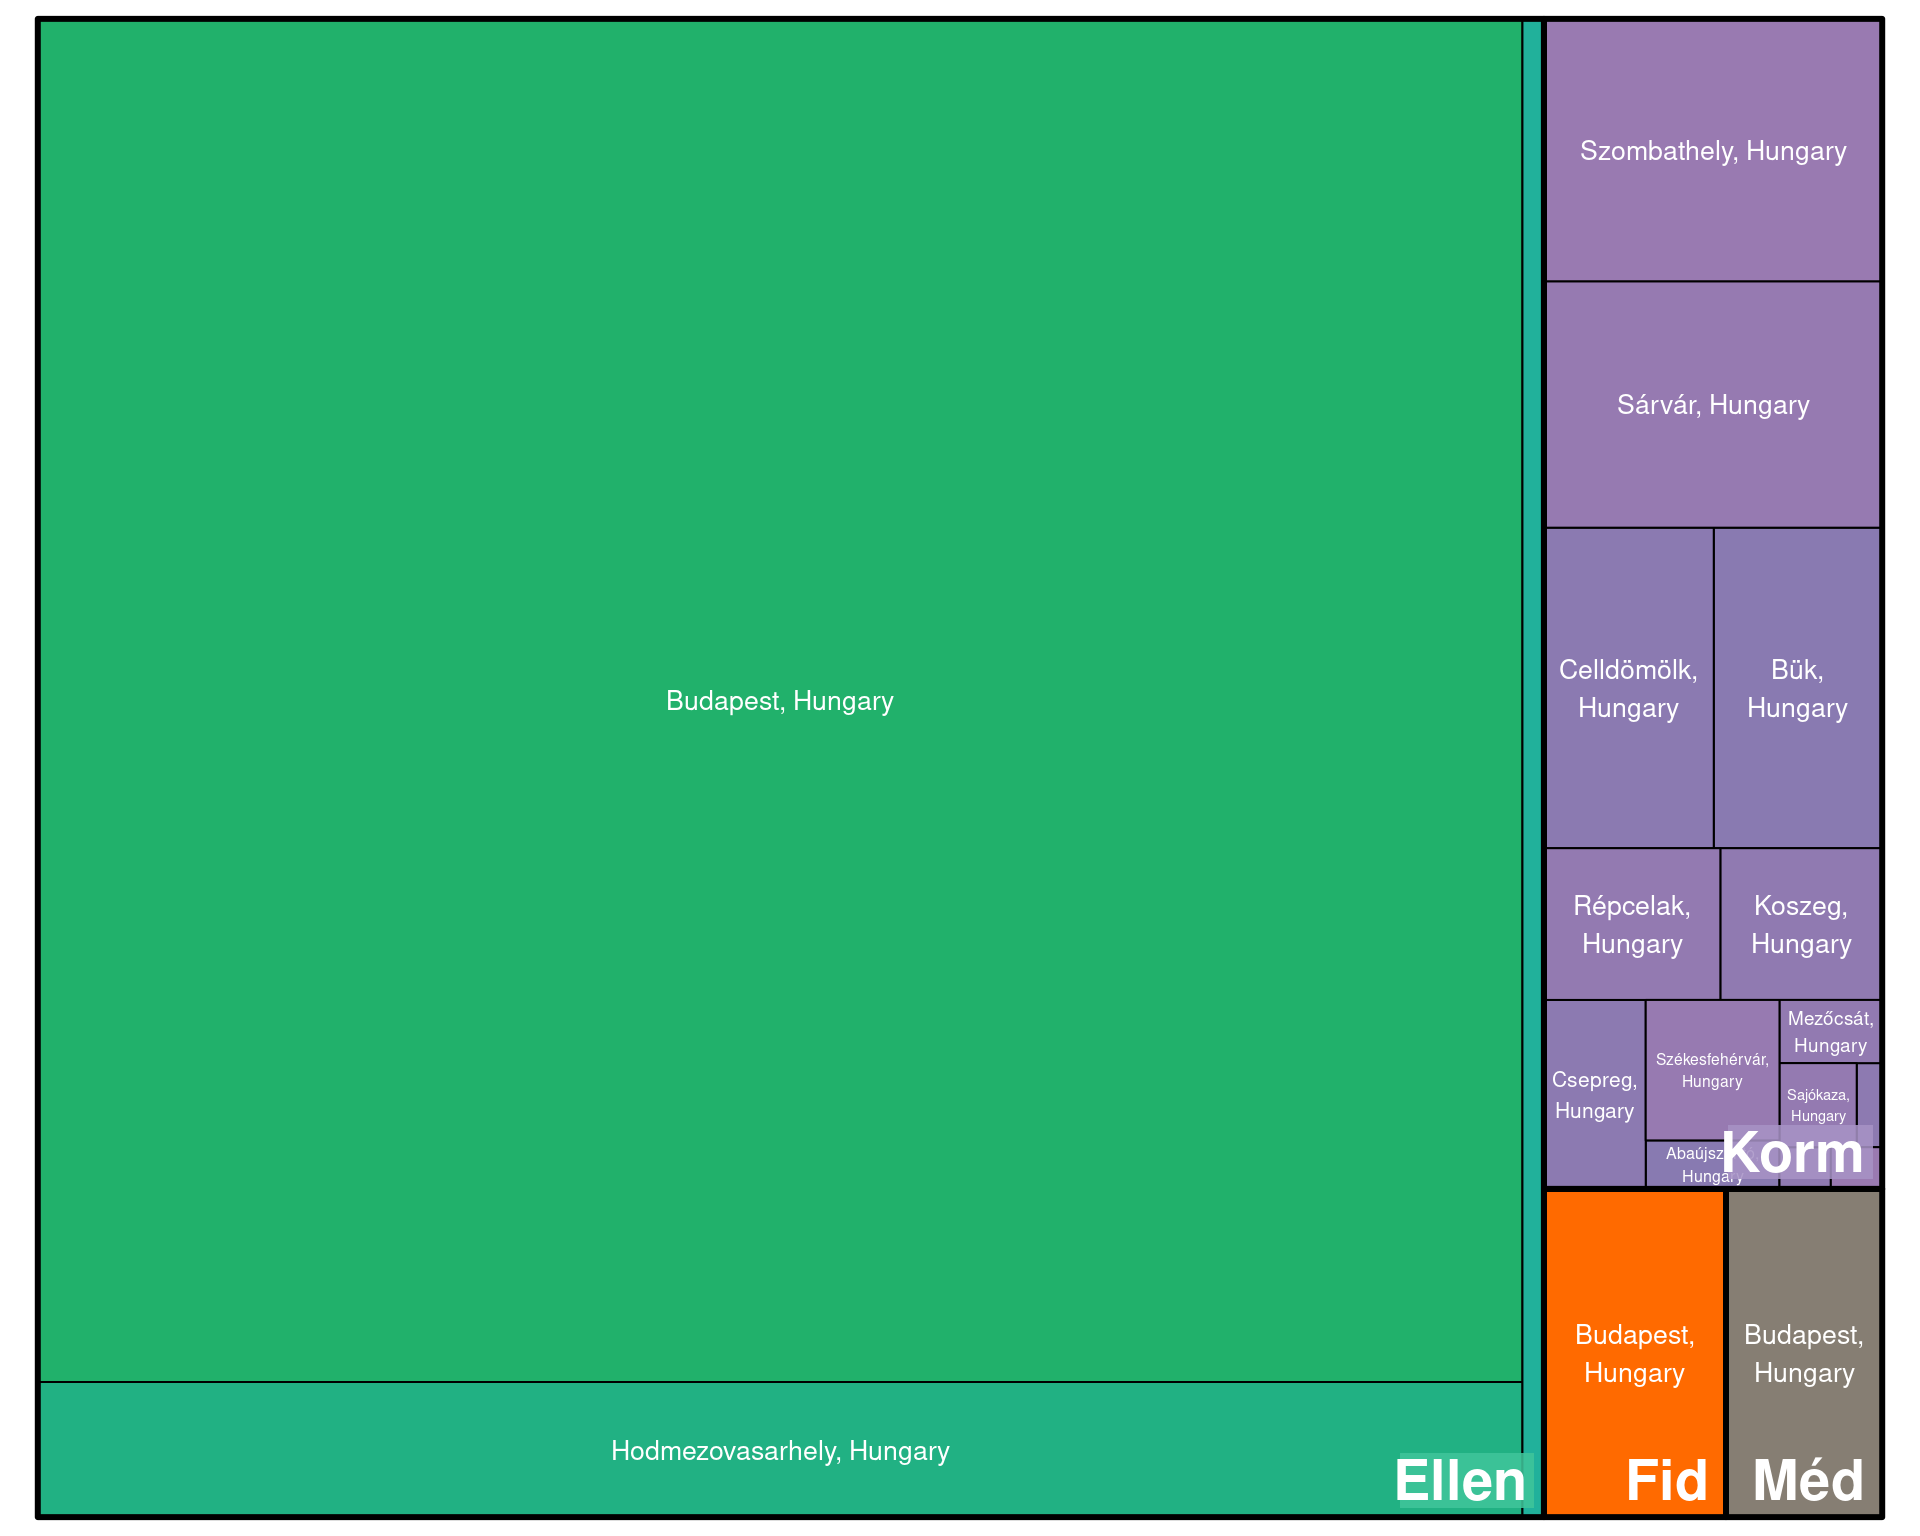 Budapest, Hungary
Hodmezovasarhely, Hungary
Ellen
Szombathely, Hungary
Sárvár, Hungary
Celldömölk,
Hungary
Bük,
Hungary
Répcelak,
Hungary
Koszeg,
Hungary
Csepreg,
Hungary
Székesfehérvár,
Hungary
Mezőcsát,
Hungary
Sajókaza,
Hungary
Hungary
Korm
Budapest,
Hungary
Fid
Budapest,
Hungary
Méd